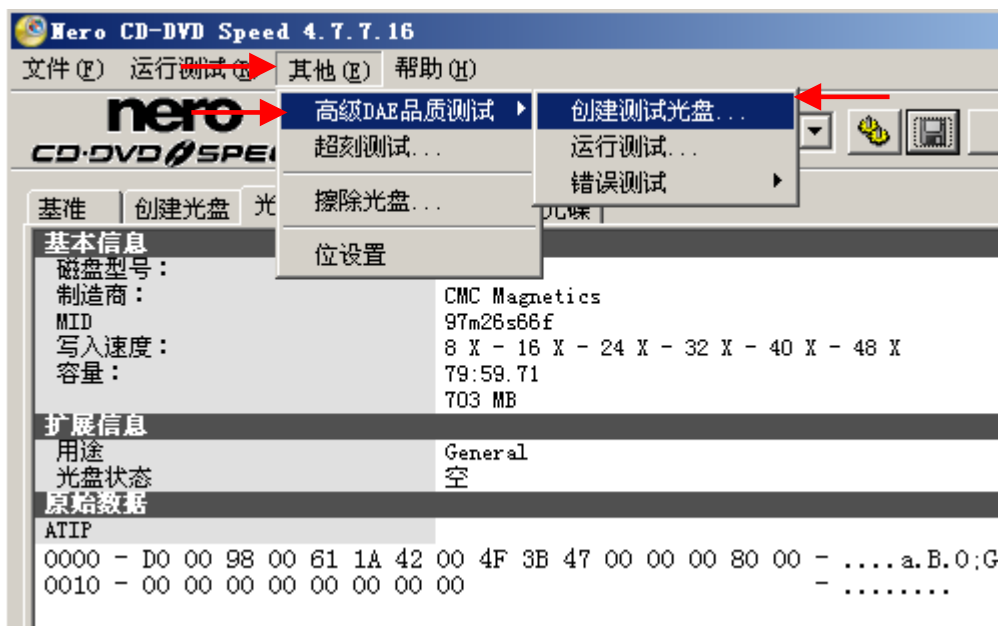 Nero CD-DVD Speed 4.7.7.16
文件(F) 运行测试 其他(E) 帮助(H)
nero
CD·DVD SPEE
高级DAE品质测试
超刻测试...
擦除光盘...
位设置
创建测试光盘...
运行测试...
错误测试
基准 创建光盘 光
光碟
基本信息
磁盘型号：
制造商： CMC Magnetics
MID 97m26s66f
写入速度： 8 X - 16 X - 24 X - 32 X - 40 X - 48 X
容量： 79:59.71
703 MB
扩展信息
用途 General
光盘状态 空
原始数据
ATIP
0000 - D0 00 98 00 61 1A 42 00 4F 3B 47 00 00 00 80 00 - ....a.B.O;G
0010 - 00 00 00 00 00 00 00 00 - ........